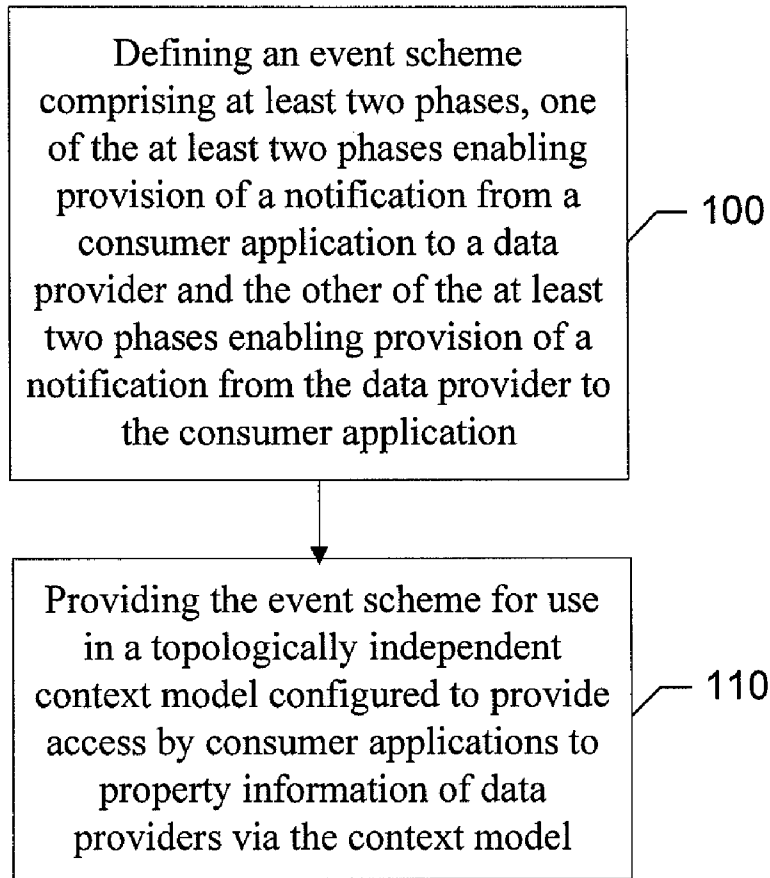 Defining an event scheme
comprising at least two phases, one
of the at least two phases enabling
provision of a notification from a
consumer application to a data
provider and the other of the at least
two phases enabling provision of a
notification from the data provider to
the consumer application
100
Providing the event scheme for use
in a topologically independent
context model configured to provide
access by consumer applications to
property information of data
providers via the context model
110